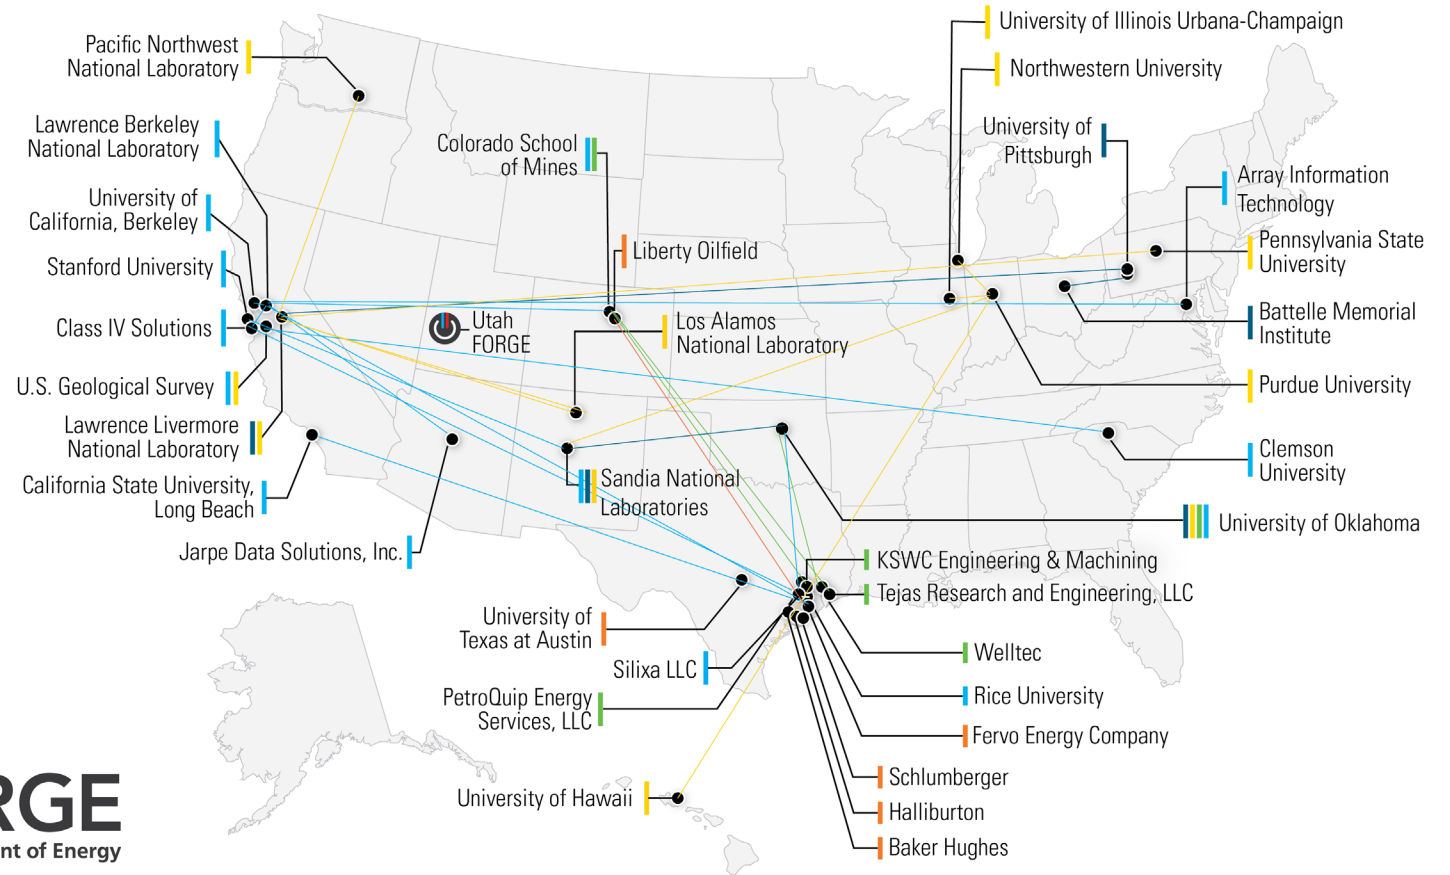 Pacific Northwest
National Laboratory
Lawrence Berkeley
National Laboratory
University of
California, Berkeley
Stanford University
Class IV Solutions
U.S. Geological Survey
Lawrence Livermore
National Laboratory
California State University,
Long Beach
Jarpe Data Solutions, Inc.
Colorado School
of Mines
Liberty Oilfield
Utah
FORGE
Los Alamos
National Laboratory
Sandia National
Laboratories
University of
Texas at Austin
Silixa LLC
PetroQuip Energy
Services, LLC
University of Hawaii
University of Illinois Urbana-Champaign
Northwestern University
University of
Pittsburgh
Array Information
Technology
Pennsylvania State
University
Battelle Memorial
Institute
Purdue University
Clemson
University
University of Oklahoma
KSWC Engineering & Machining
Tejas Research and Engineering, LLC
Welltec
Rice University
Fervo Energy Company
Schlumberger
Halliburton
Baker Hughes
RGE
nt of Energy